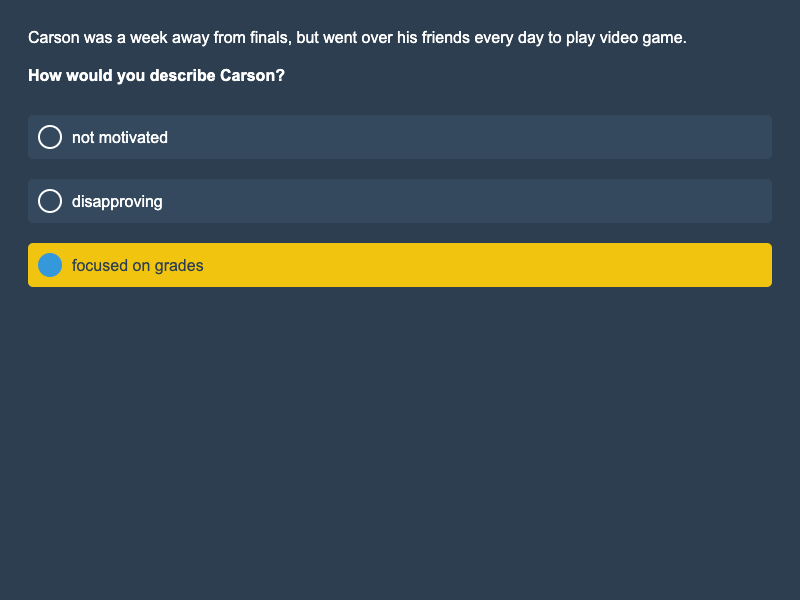 Carson was a week away from finals, but went over his friends every day to play video game.
How would you describe Carson?
not motivated
disapproving
focused on grades